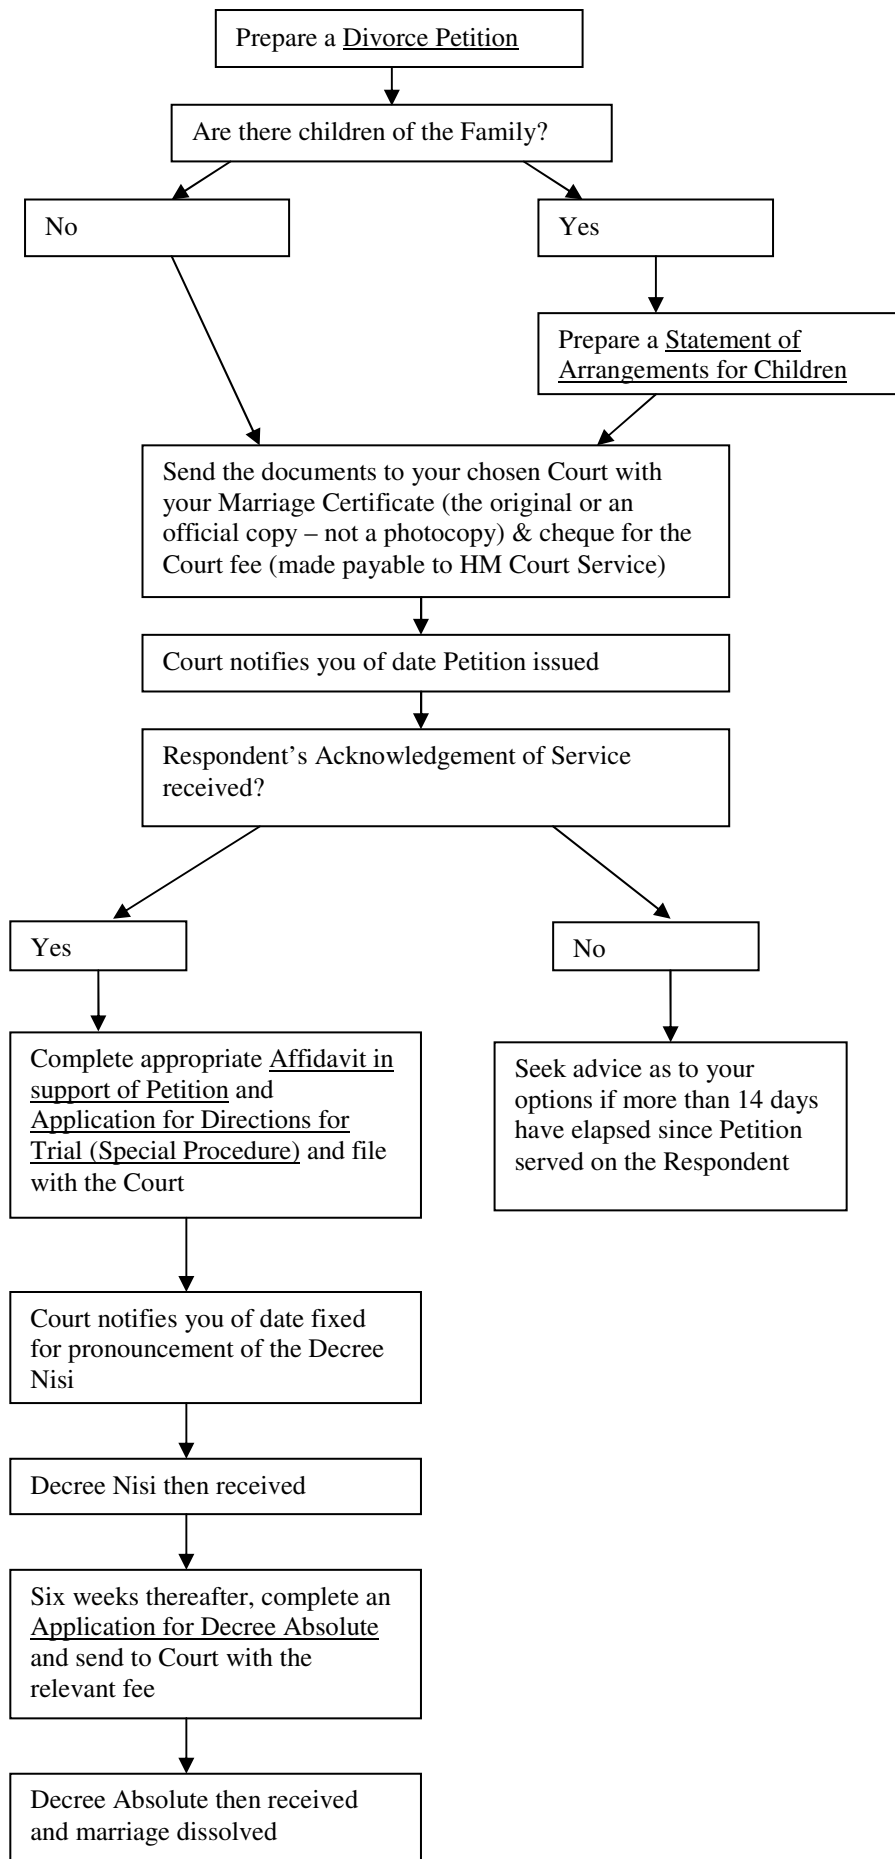 Prepare a Divorce Petition
Are there children of the Family?
No
Yes
Prepare a Statement of
Arrangements for Children
Send the documents to your chosen Court with
your Marriage Certificate (the original or an
official copy – not a photocopy) & cheque for the
Court fee (made payable to HM Court Service)
Court notifies you of date Petition issued
Respondent’s Acknowledgement of Service
received?
Yes
No
Complete appropriate Affidavit in
support of Petition and
Application for Directions for
Trial (Special Procedure) and file
with the Court
Seek advice as to your
options if more than 14 days
have elapsed since Petition
served on the Respondent
Court notifies you of date fixed
for pronouncement of the Decree
Nisi
Decree Nisi then received
Six weeks thereafter, complete an
Application for Decree Absolute
and send to Court with the
relevant fee
Decree Absolute then received
and marriage dissolved